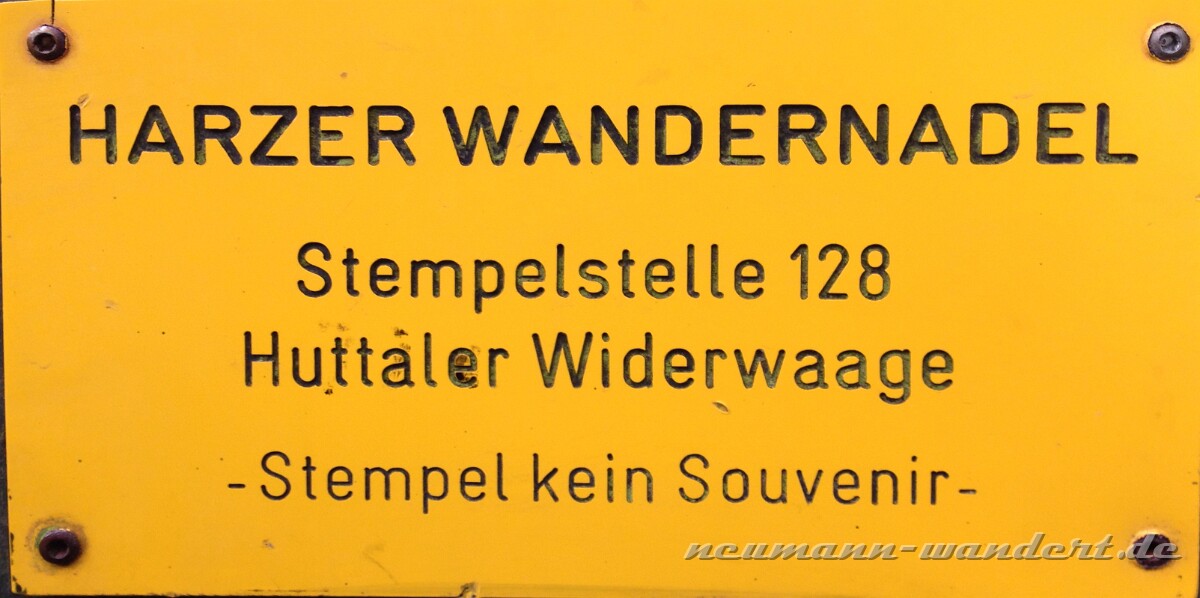 HARZER WANDERNADEL
Stempelstelle 128
Huttaler Widerwaage
-Stempel kein Souvenir-
neumann-wandert.de